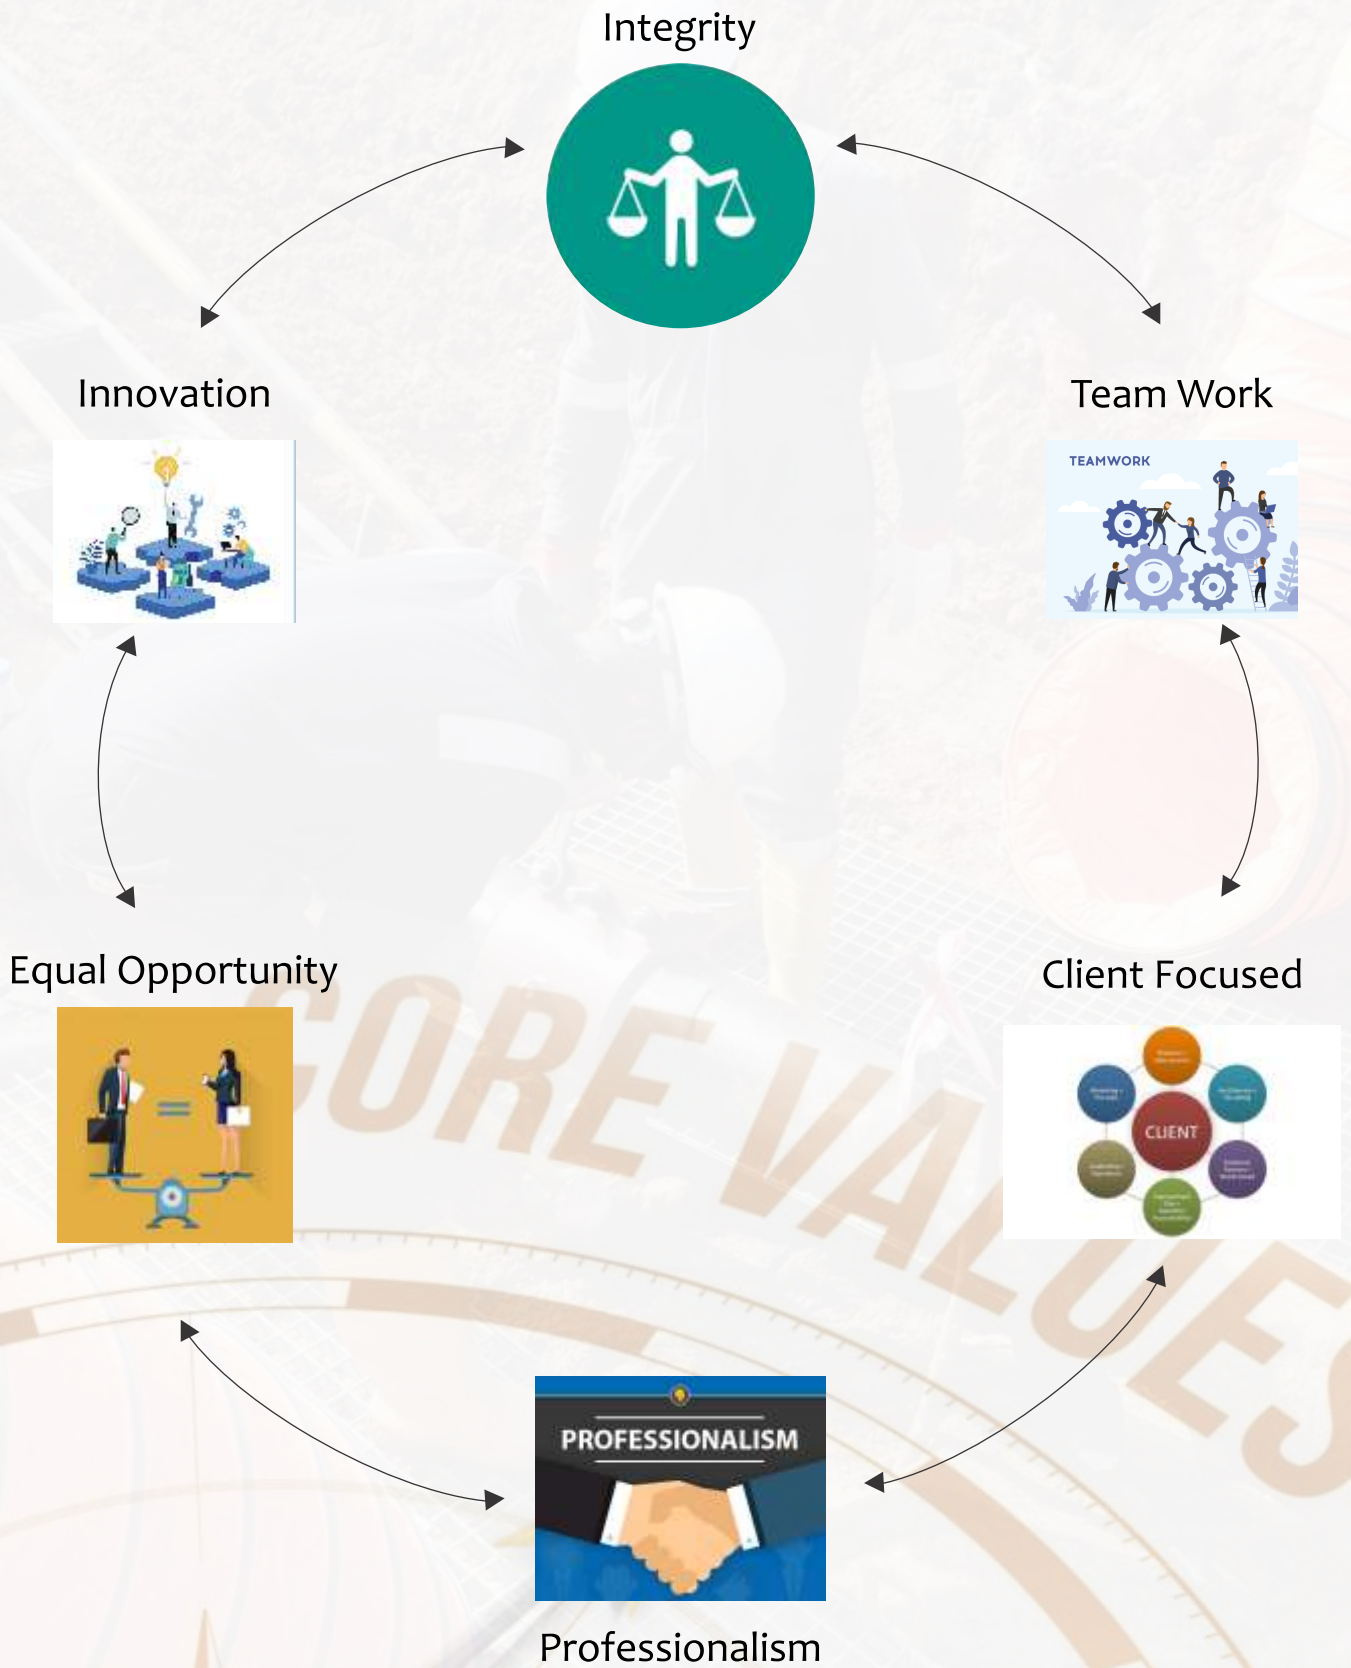 Integrity
Innovation
Team Work
TEAMWORK
Equal Opportunity
Client Focused
CORE VALUES
CLIENT
PROFESSIONALISM
Professionalism